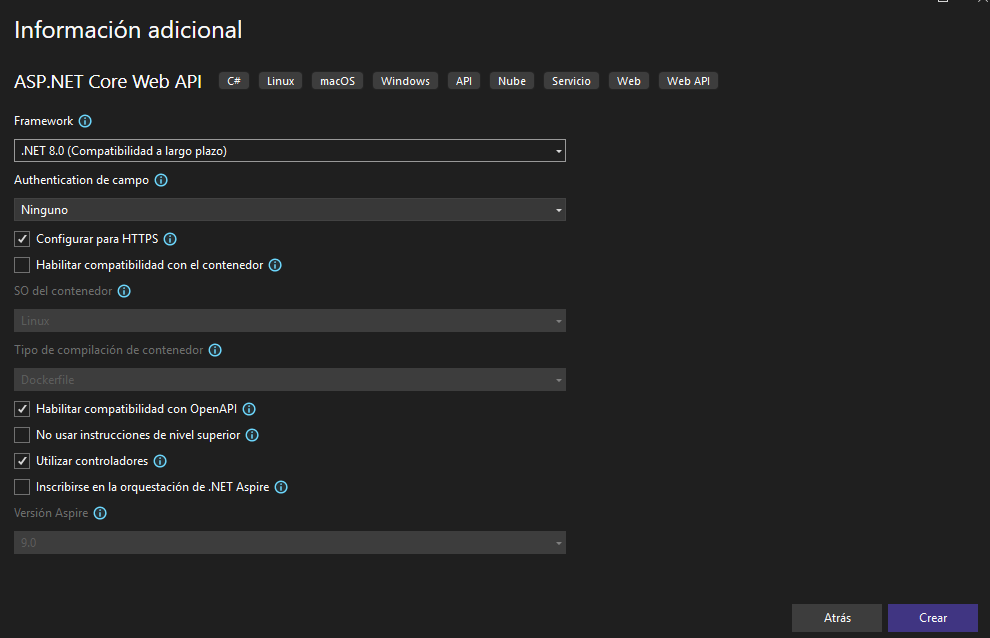 Información adicional
ASP.NET Core Web API C# Linux macOS Windows API Nube Servicio Web Web API
Framework
.NET 8.0 (Compatibilidad a largo plazo)
Authentication de campo
Ninguno
Configurar para HTTPS
Habilitar compatibilidad con el contenedor
SO del contenedor
Linux
Tipo de compilación de contenedor
Dockerfile
Habilitar compatibilidad con OpenAPI
No usar instrucciones de nivel superior
Utilizar controladores
Inscribirse en la orquestación de .NET Aspire
Versión Aspire
9.0
Atrás Crear